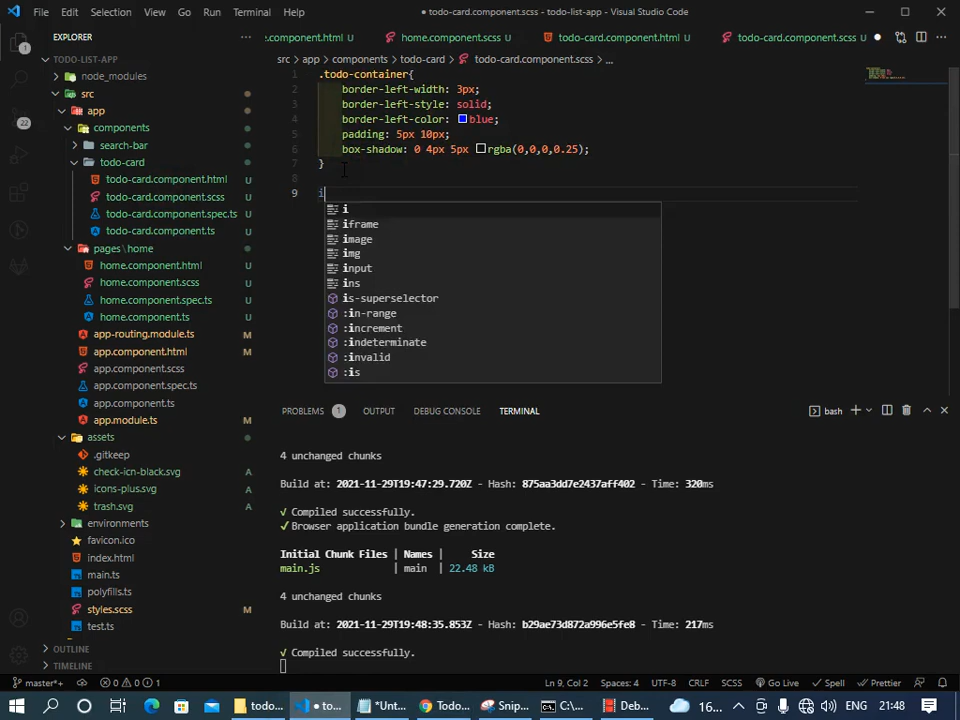 File Edit Selection View Go Run Terminal Help
● todo-card.component.scss - todo-list-app - Visual Studio Code
EXPLORER
TODO-LIST-APP
node_modules
src
app
components
search-bar
todo-card
todo-card.component.html U
todo-card.component.scss U
todo-card.component.spec.ts U
todo-card.component.ts U
pages\home
home.component.html U
home.component.scss U
home.component.spec.ts U
home.component.ts U
app-routing.module.ts M
app.component.html M
app.component.scss
app.component.spec.ts
app.component.ts
app.module.ts M
assets
.gitkeep
check-icn-black.svg A
icons-plus.svg A
trash.svg A
environments
favicon.ico
index.html
main.ts
polyfills.ts
styles.scss M
test.ts
OUTLINE
TIMELINE
1
22
e.component.html U home.component.scss U todo-card.component.html U todo-card.component.scss U
src > app > components > todo-card > todo-card.component.scss > ...
1 .todo-container{
2 border-left-width: 3px;
3 border-left-style: solid;
4 border-left-color: blue;
5 padding: 5px 10px;
6 box-shadow: 0 4px 5px rgba(0,0,0,0.25);
7 }
8
9 i
i
iframe
image
img
input
ins
is-superselector
:in-range
:increment
:indeterminate
:invalid
:is
PROBLEMS 1 OUTPUT DEBUG CONSOLE TERMINAL
bash
4 unchanged chunks
Build at: 2021-11-29T19:47:29.720Z - Hash: 875aa3dd7e2437aff402 - Time: 320ms
√ Compiled successfully.
✓ Browser application bundle generation complete.
Initial Chunk Files | Names | Size
main.js | main | 22.48 kB
4 unchanged chunks
Build at: 2021-11-29T19:48:35.853Z - Hash: b29ae73d872a996e5fe8 - Time: 217ms
√ Compiled successfully.
master+ 0 0 1
Ln 9, Col 2 Spaces: 4 UTF-8 CRLF SCSS Go Live Spell Prettier
todo... to... *Unt... Todo... Snip... C:\... Deb... 16... ENG 21:48